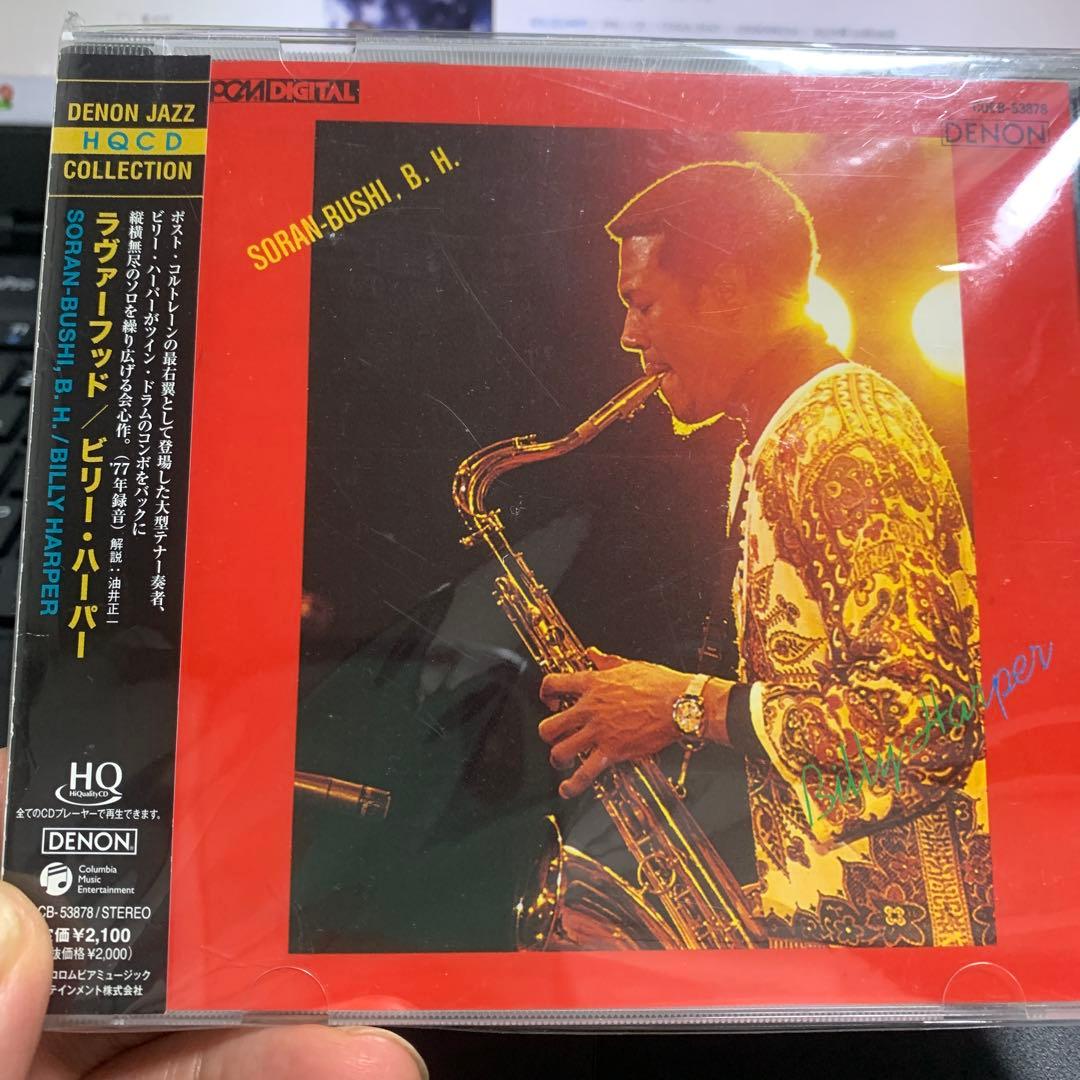 DENON JAZZ
HQCD
COLLECTION
ポスト・コルトレーンの最右翼として登場した大型テナー奏者、
ビリー・ハーパーがツイン・ドラムのコンボをバックに
縦横無尽のソロを繰り広げる会心作。（'77年録音） 解説：油井正一
ラヴァーフッド／ビリー・ハーパー
SORAN-BUSHI, B. H. / BILLY HARPER
HQ
HiQualityCD
全てのCDプレーヤーで再生できます。
DENON
Columbia
Music
Entertainment
CB-53878/STEREO
価¥2,100
抜価格¥2,000）
コロムビアミュージック
テインメント株式会社
PCM DIGITAL
53878
DENON
SORAN-BUSHI, B. H.
Billy Harper